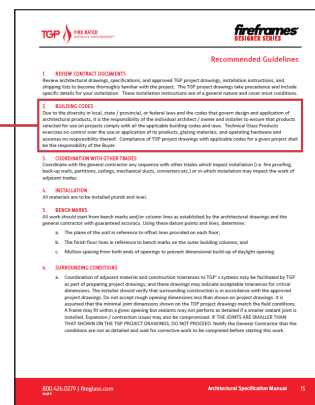 TGP FIRE RATED
fireframes
DESIGNER SERIES
Recommended Guidelines
1. REVIEW CONTRACT DOCUMENTS
Review architectural drawings, specifications, and approved TGP project drawings, installation instructions, and
shipping lists to become thoroughly familiar with the project. The TGP project drawings take precedence and include
specific details for your installation. These installation instructions are of a general nature and cover most conditions.
2. BUILDING CODES
Due to the diversity in local, state / provincial, or federal laws and the codes that govern design and application of
architectural products, it is the responsibility of the individual architect / owner and installer to ensure that products
selected for use on projects comply with all the applicable building codes and laws. Technical Glass Products
exercises no control over the use or application of its products, glazing materials, and operating hardware and
assumes no responsibility thereof. Compliance of TGP project drawings with applicable codes for a given project shall
be the responsibility of the Buyer.
3. COORDINATION WITH OTHER TRADES
Coordinate with the general contractor any sequence with other trades which impact installation (i.e. fire proofing,
back-up walls, partitions, ceilings, mechanical ducts, converters etc.) or in which installation may impact the work of
adjacent trades.
4. INSTALLATION
All materials are to be installed plumb and level.
5. BENCH MARKS
All work should start from bench marks and/or column lines as established by the architectural drawings and the
general contractor with guaranteed accuracy. Using these datum points and lines, determine:
a. The plane of the wall in reference to offset lines provided on each floor;
b. The finish floor lines in reference to bench marks on the outer building columns; and
c. Mullion spacing from both ends of openings to prevent dimensional build-up of daylight opening
6. SURROUNDING CONDITIONS
a. Coordination of adjacent material and construction tolerances to TGP's systems may be facilitated by TGP
as part of preparing project drawings, and these drawings may indicate acceptable tolerances for critical
dimensions. The installer should verify that surrounding construction is in accordance with the approved
project drawings. Do not accept rough opening dimensions less than shown on project drawings. It is
assumed that the minimal joint dimensions shown on the TGP project drawings match the field conditions.
A frame may fit within a given opening but sealants may not perform as detailed if a smaller sealant joint is
installed. Expansion / contraction issues may also be compromised. IF THE JOINTS ARE SMALLER THAN
THAT SHOWN ON THE TGP PROJECT DRAWINGS, DO NOT PROCEED. Notify the General Contractor that the
conditions are not as detailed and wait for corrective work to be completed before starting this work.
800.426.0279 | fireglass.com
Architectural Specification Manual 15